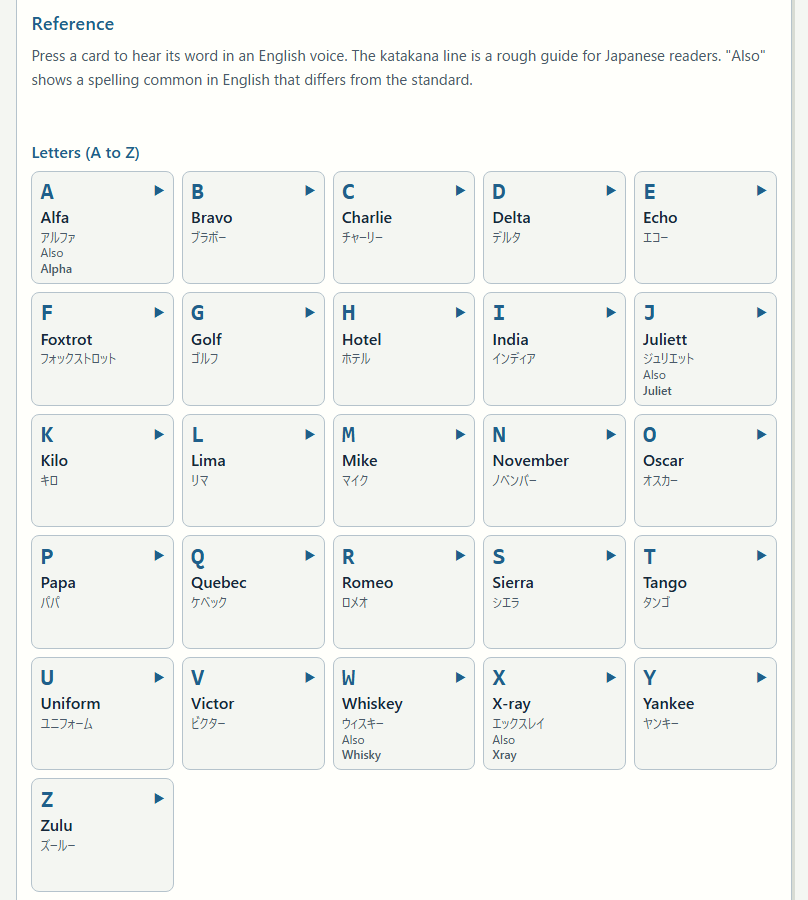 Reference
Press a card to hear its word in an English voice. The katakana line is a rough guide for Japanese readers. "Also"
shows a spelling common in English that differs from the standard.
Letters (A to Z)
A
Alfa
アルファ
Also
Alpha
B
Bravo
ブラボー
C
Charlie
チャーリー
D
Delta
デルタ
E
Echo
エコー
F
Foxtrot
フォックストロット
G
Golf
ゴルフ
H
Hotel
ホテル
I
India
インディア
J
Juliett
ジュリエット
Also
Juliet
K
Kilo
キロ
L
Lima
リマ
M
Mike
マイク
N
November
ノベンバー
O
Oscar
オスカー
P
Papa
パパ
Q
Quebec
ケベック
R
Romeo
ロメオ
S
Sierra
シエラ
T
Tango
タンゴ
U
Uniform
ユニフォーム
V
Victor
ビクター
W
Whiskey
ウィスキー
Also
Whisky
X
X-ray
エックスレイ
Also
Xray
Y
Yankee
ヤンキー
Z
Zulu
ズールー